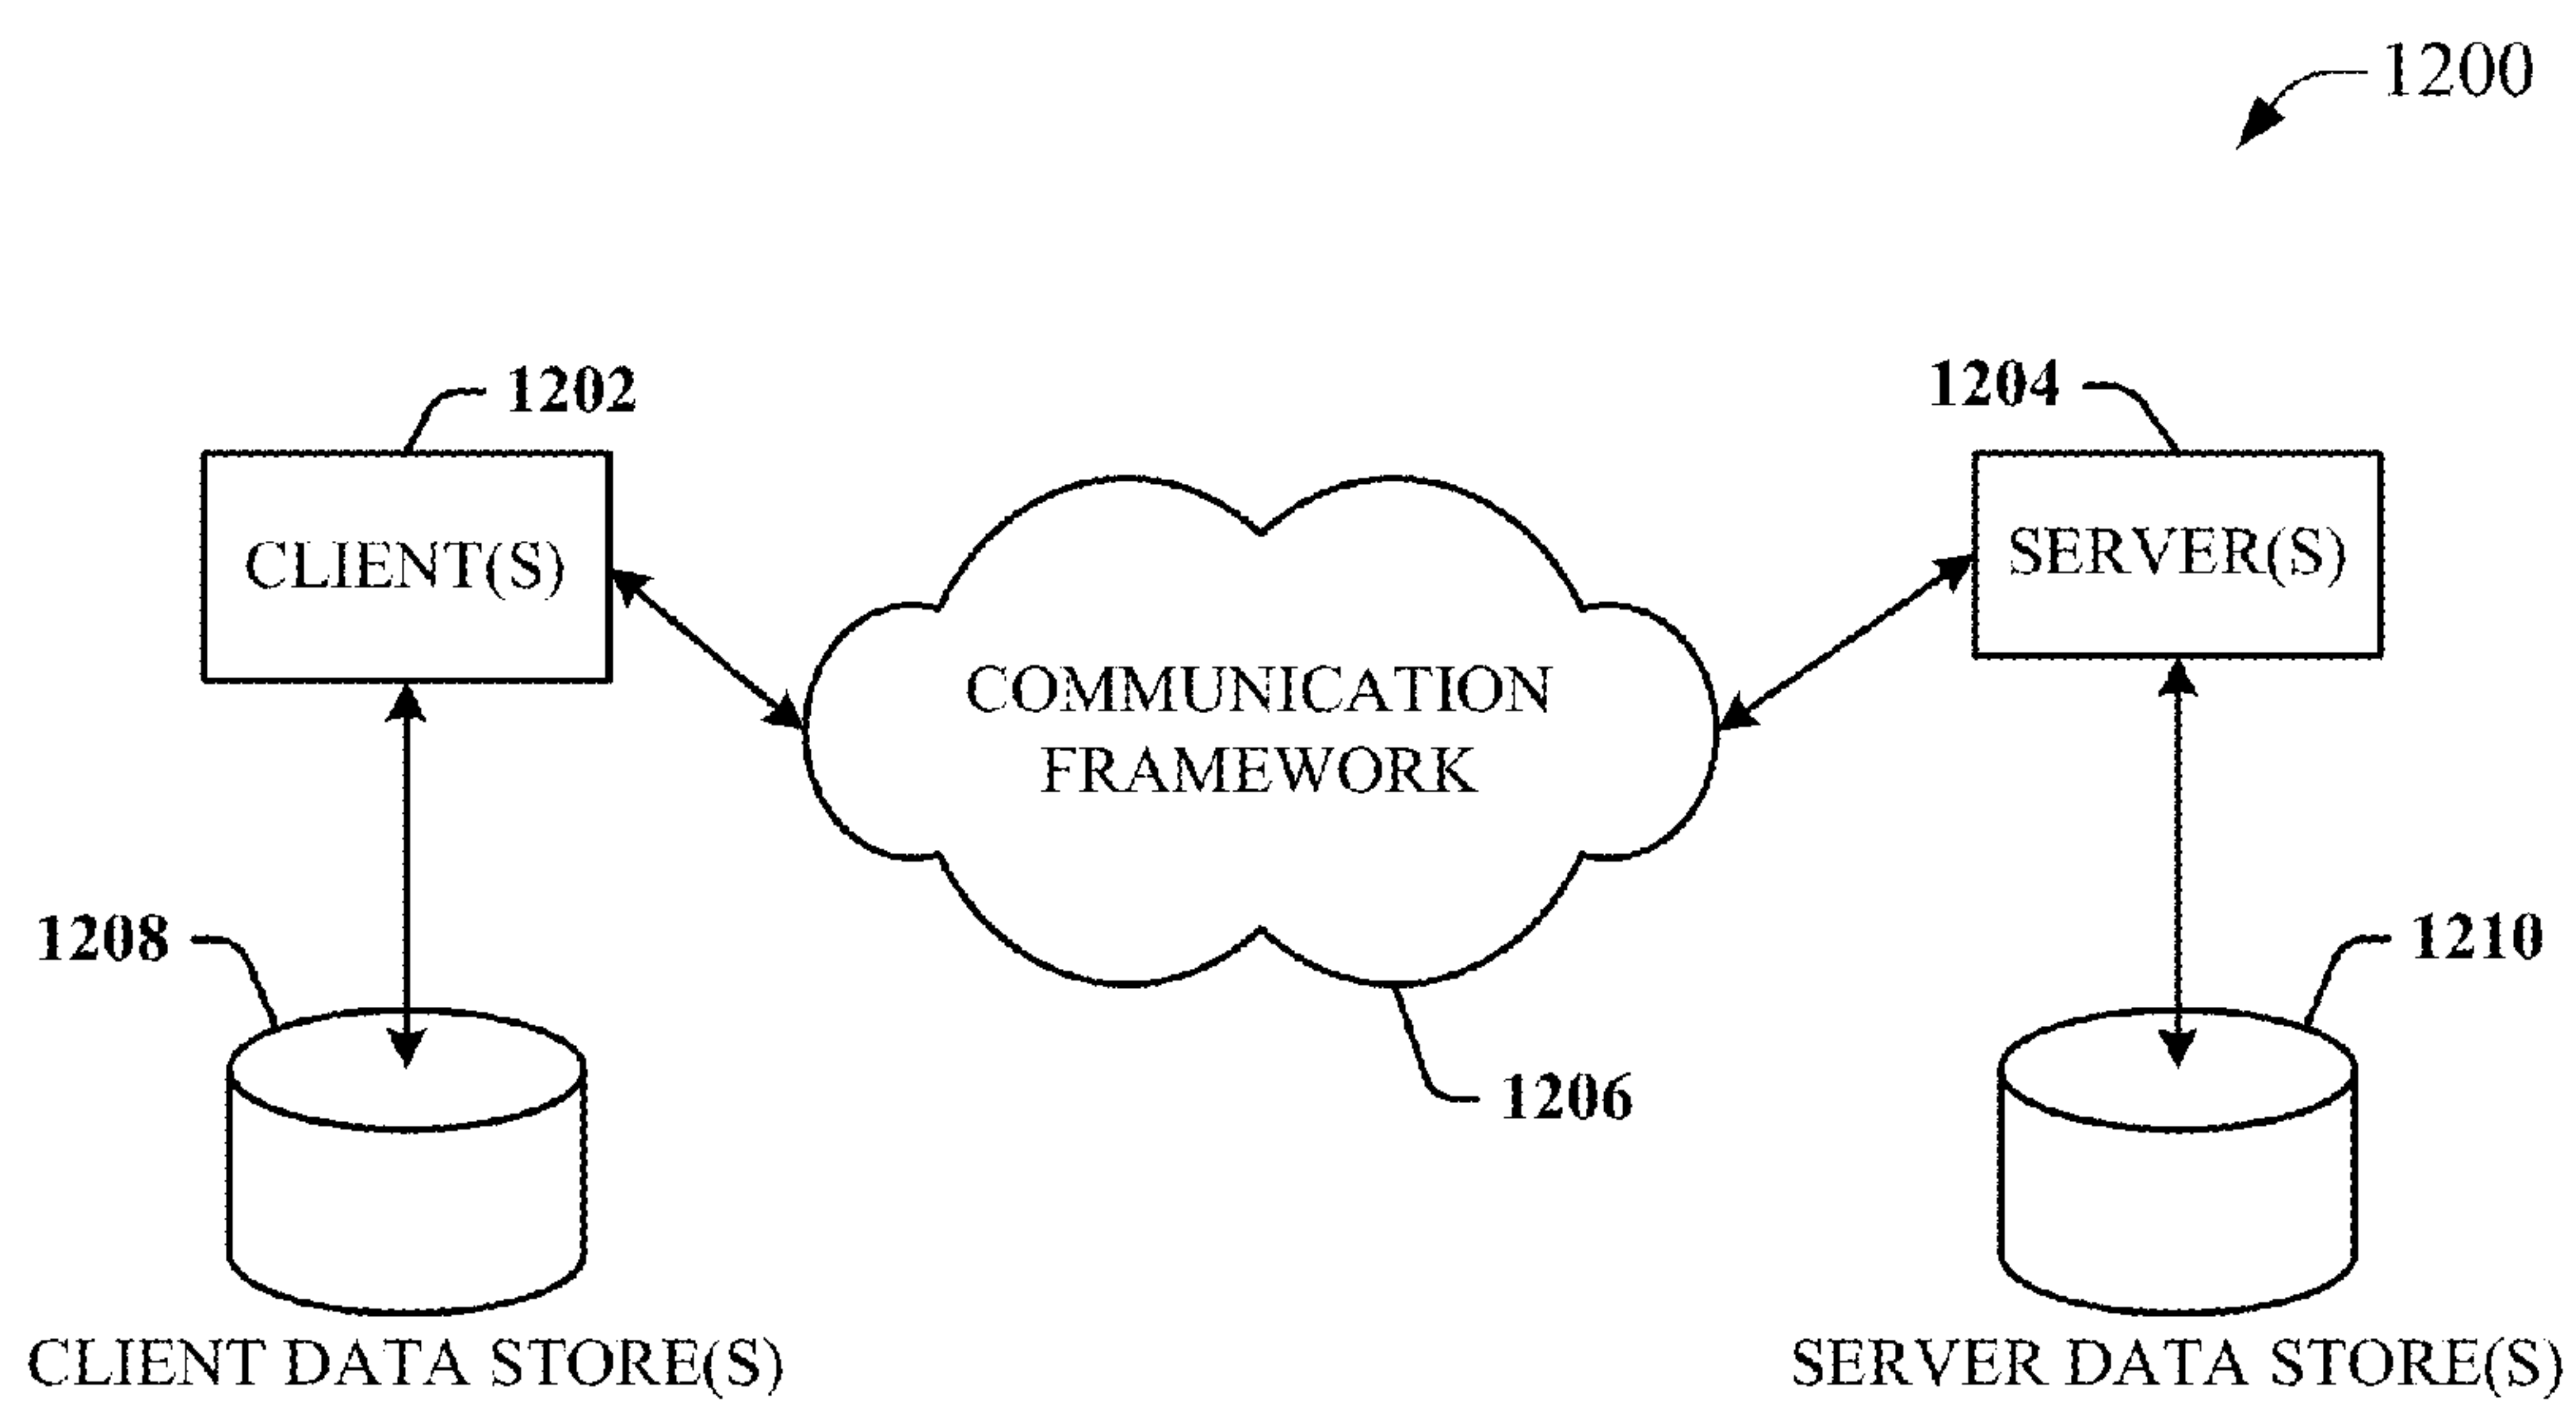 1200
1202
1204
CLIENT(S)
SERVER(S)
COMMUNICATION
FRAMEWORK
1208
1210
1206
CLIENT DATA STORE(S)
SERVER DATA STORE(S)